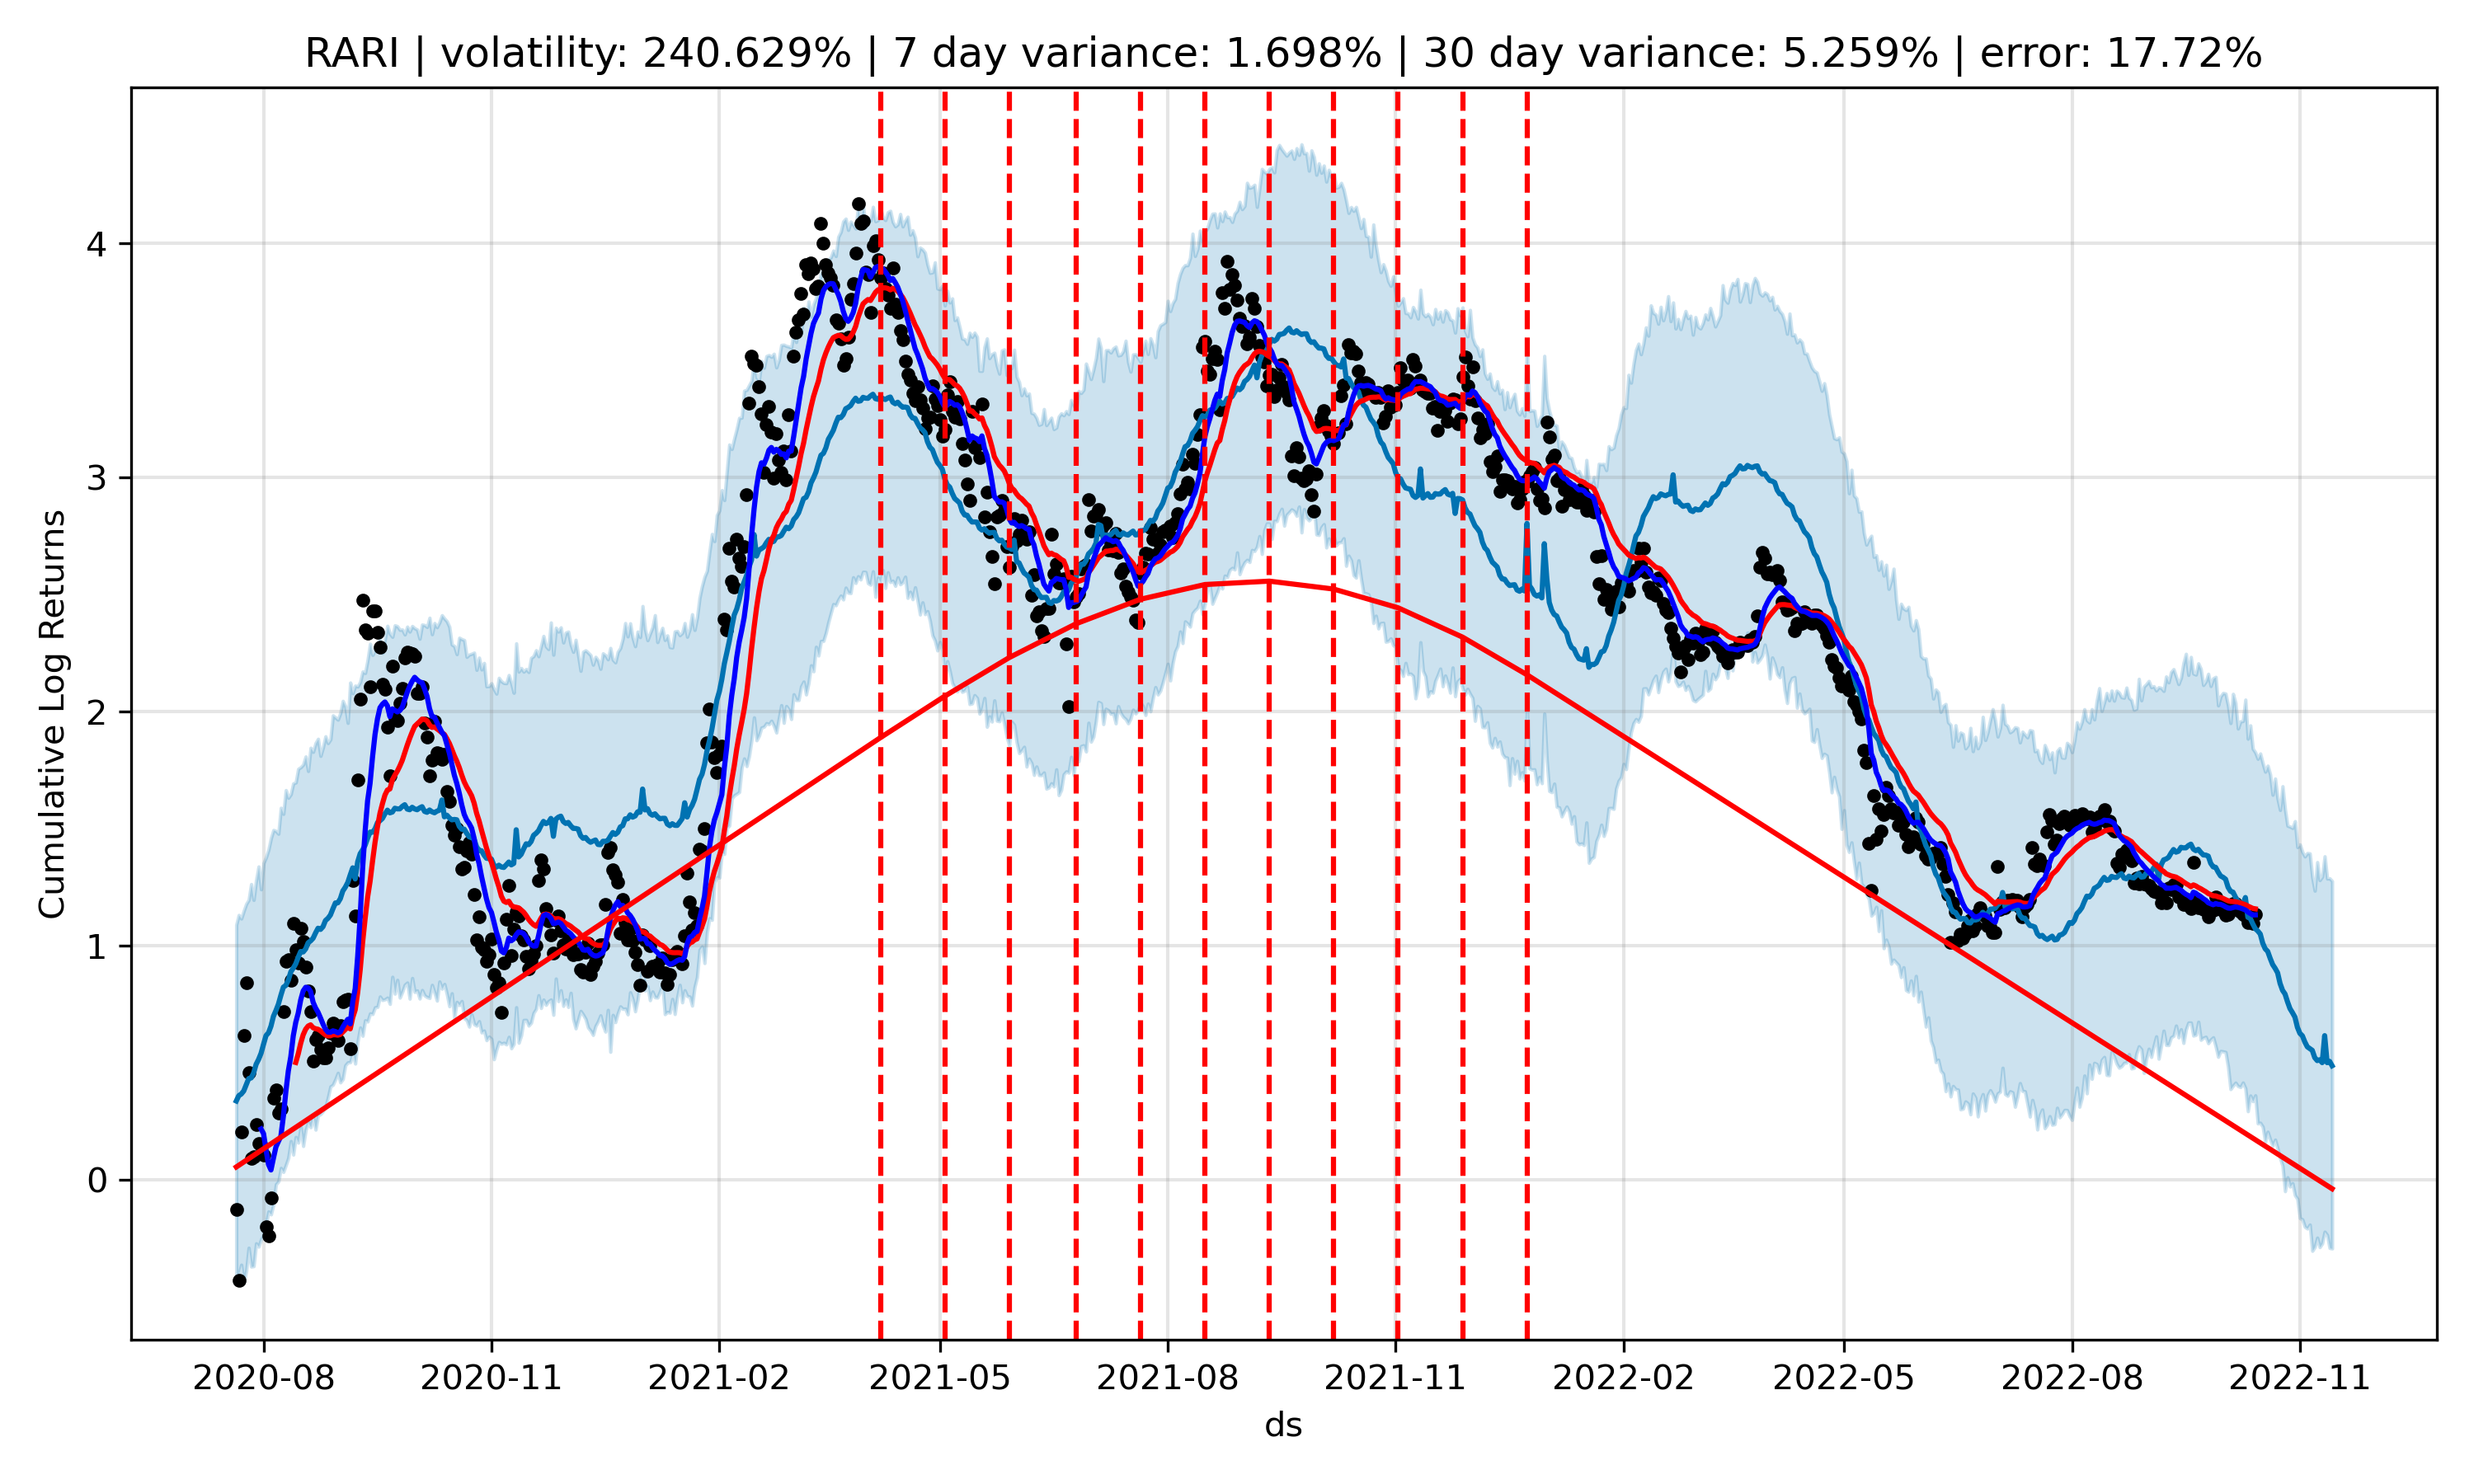 RARI | volatility: 240.629% | 7 day variance: 1.698% | 30 day variance: 5.259% | error: 17.72%
Cumulative Log Returns
4
3
2
1
0
2020-08 2020-11 2021-02 2021-05 2021-08 2021-11 2022-02 2022-05 2022-08 2022-11
ds